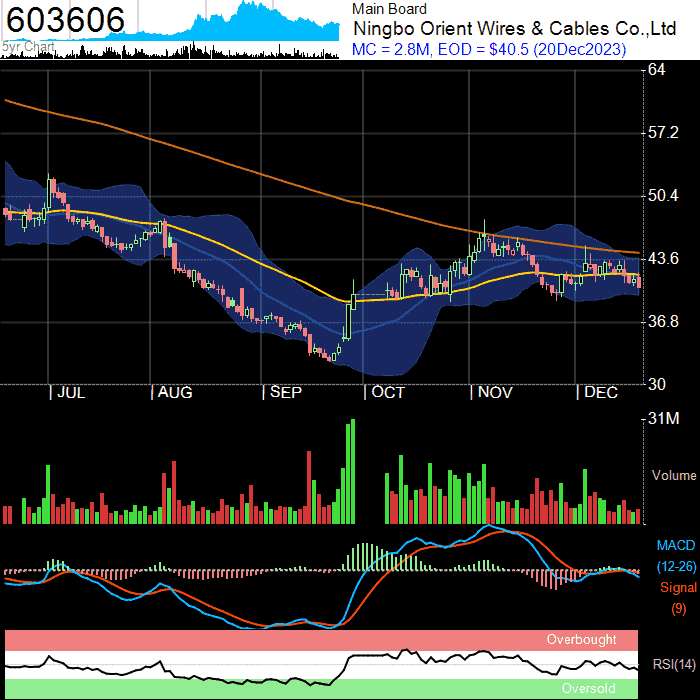 603606
5yr Chart
Main Board
Ningbo Orient Wires & Cables Co.,Ltd
MC = 2.8M, EOD = $40.5 (20Dec2023)
64
57.2
50.4
43.6
36.8
30
| JUL | AUG | SEP | OCT | NOV | DEC
31M
Volume
MACD
(12-26)
Signal
(9)
Overbought
RSI(14)
Oversold